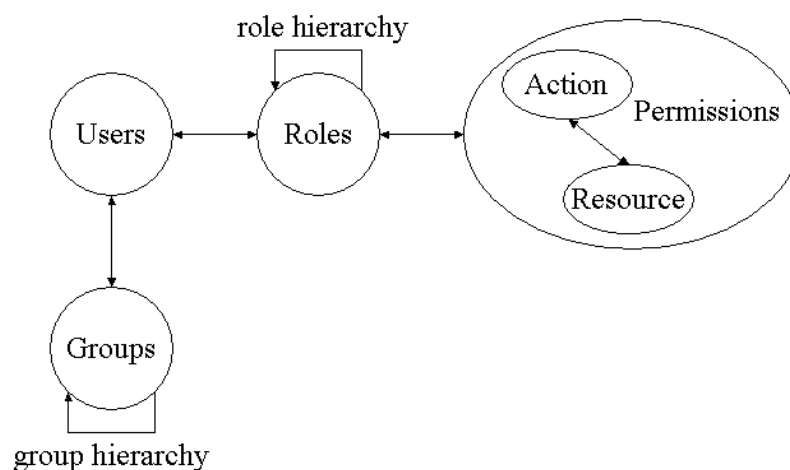 role hierarchy
Action
Permissions
Users
Roles
Resource
Groups
group hierarchy